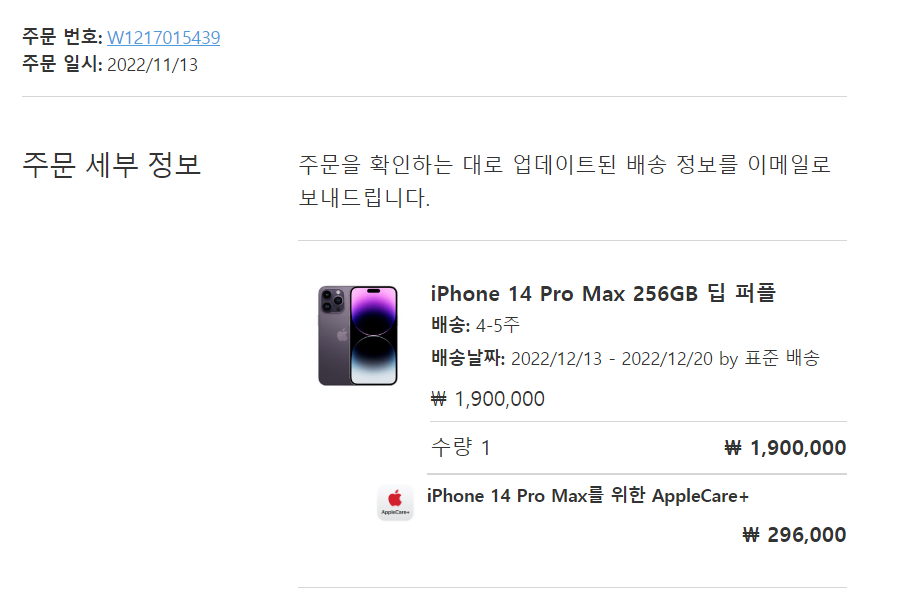 주문 번호: W1217015439
주문 일시: 2022/11/13
주문 세부 정보
주문을 확인하는 대로 업데이트된 배송 정보를 이메일로
보내드립니다.
iPhone 14 Pro Max 256GB 딥 퍼플
배송: 4-5주
배송날짜: 2022/12/13 - 2022/12/20 by 표준 배송
₩ 1,900,000
수량 1 ₩ 1,900,000
iPhone 14 Pro Max를 위한 AppleCare+
AppleCare+
₩ 296,000